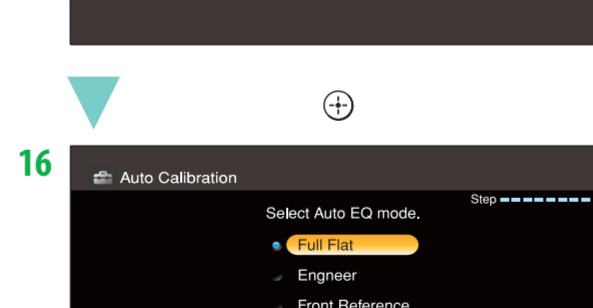 16
Auto Calibration
Step
Select Auto EQ mode.
Full Flat
Engneer
Front Reference